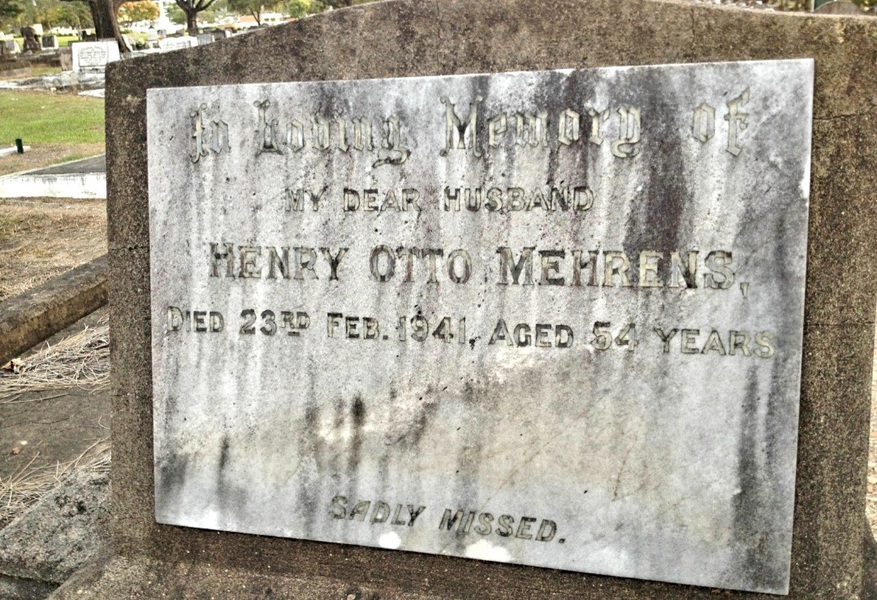 In Loving Memory of
MY DEAR HUSBAND
HENRY OTTO MEHRENS,
DIED 23RD FEB. 1941, AGED 54 YEARS
SADLY MISSED.